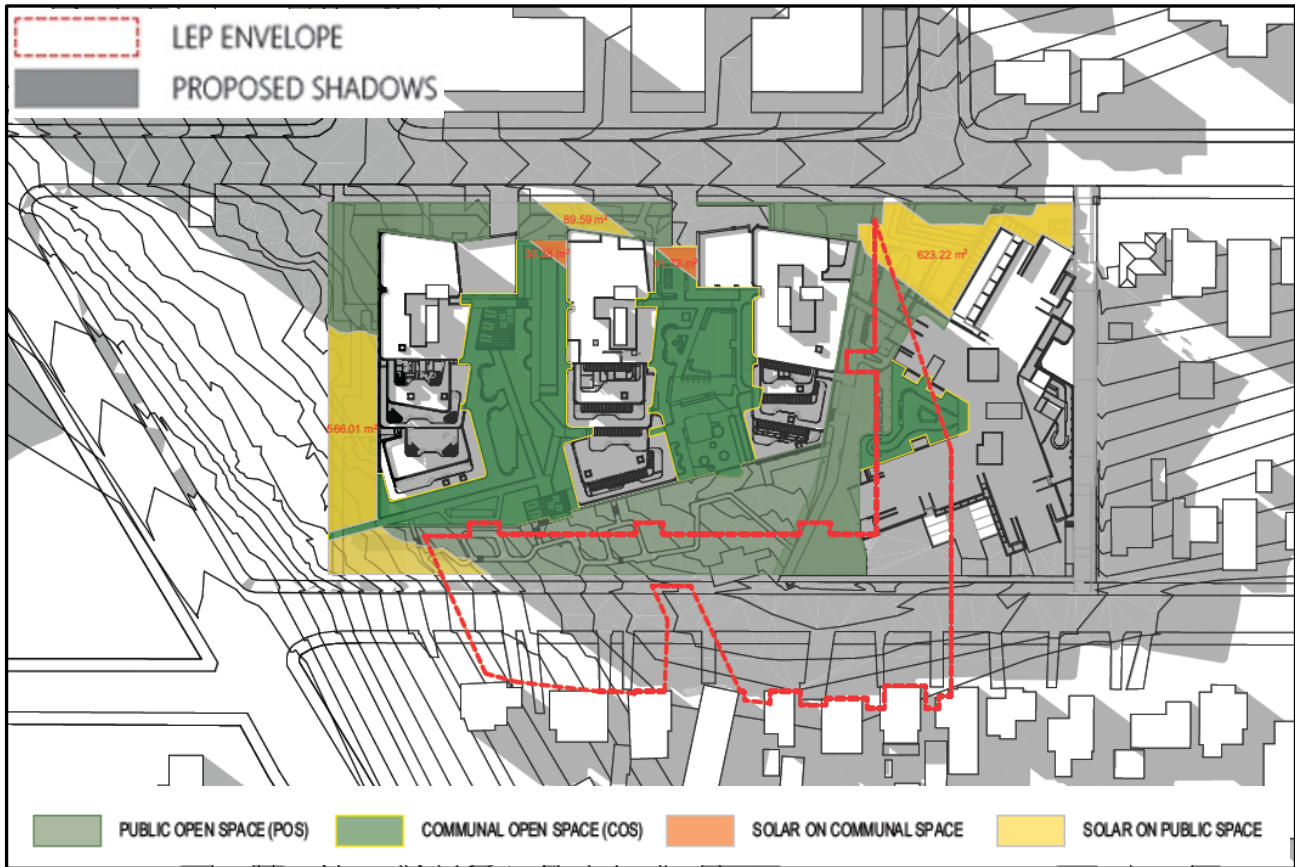 LEP ENVELOPE
PROPOSED SHADOWS
89.59 m²
623.22 m²
566.01 m²
PUBLIC OPEN SPACE (POS)
COMMUNAL OPEN SPACE (COS)
SOLAR ON COMMUNAL SPACE
SOLAR ON PUBLIC SPACE